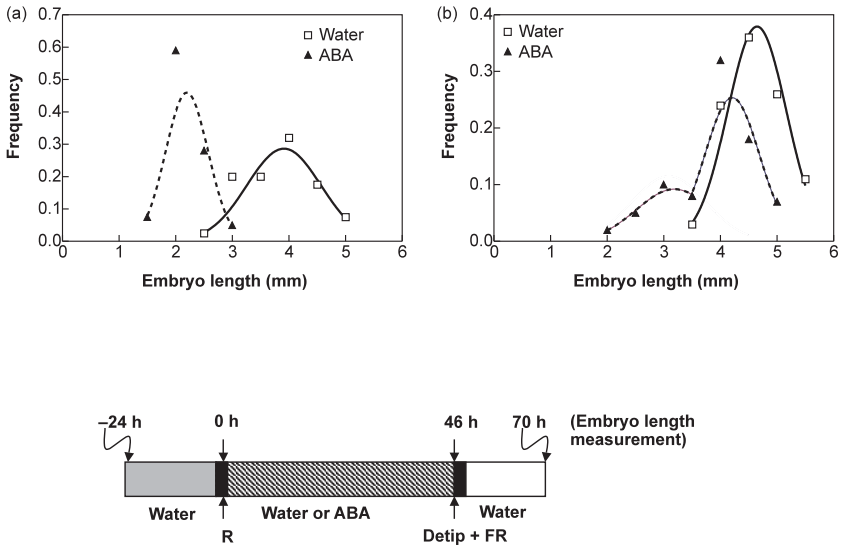 (a)
0.7
0.6
0.5
0.4
0.3
0.2
0.1
0.0
Frequency
Water
ABA
0 1 2 3 4 5 6
Embryo length (mm)
(b)
0.4
0.3
0.2
0.1
0.0
Frequency
Water
ABA
0 1 2 3 4 5 6
Embryo length (mm)
–24 h 0 h 46 h 70 h (Embryo length
measurement)
Water Water or ABA Water
R Detip + FR